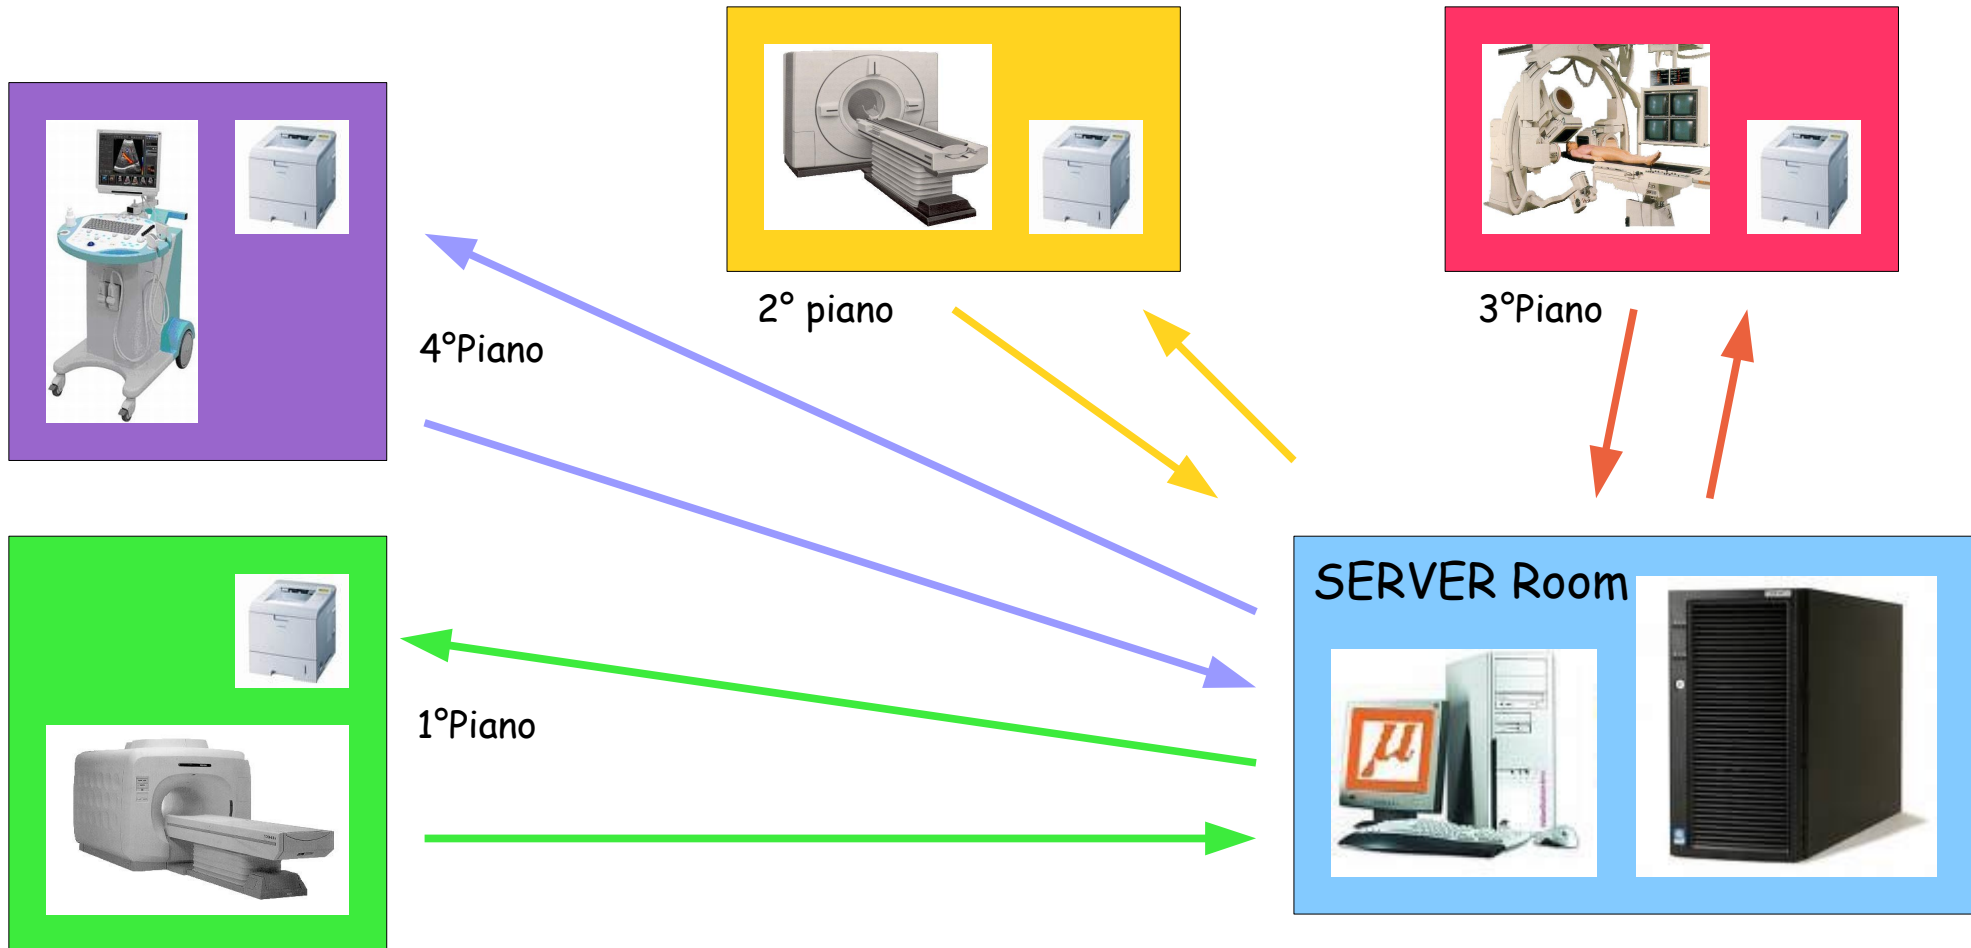 2° piano
3°Piano
4°Piano
SERVER Room
µ
1°Piano